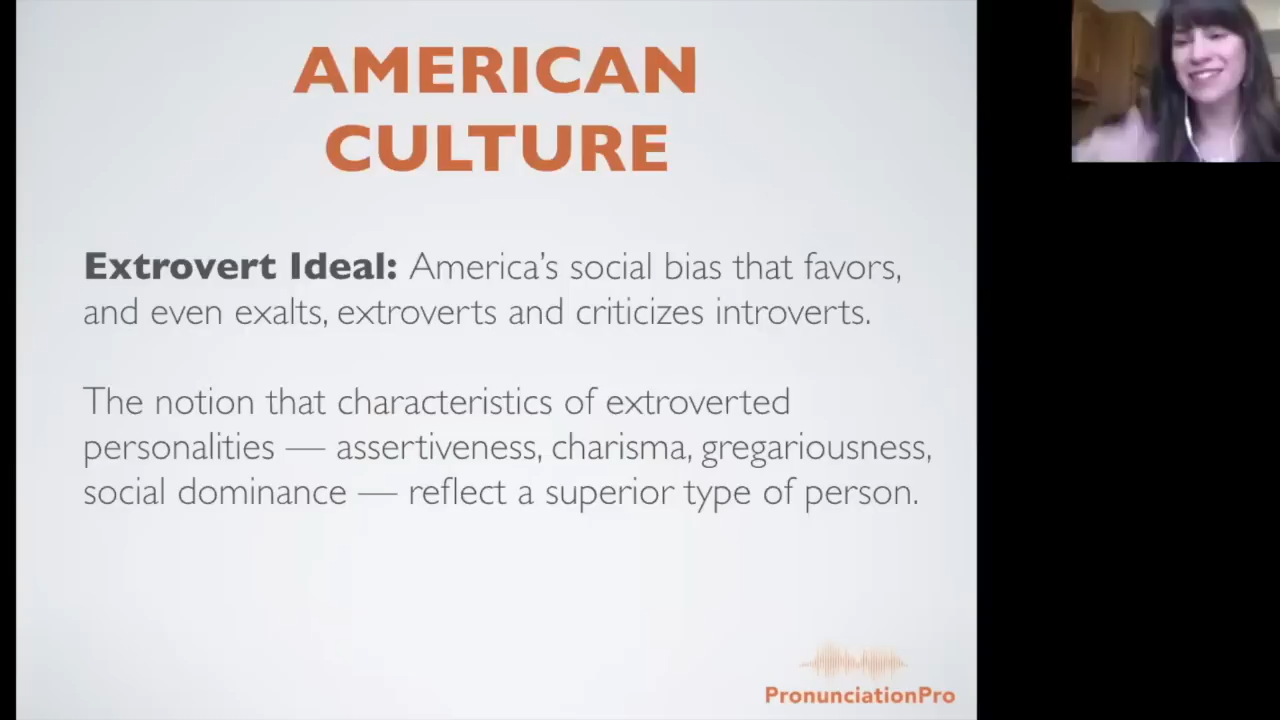 AMERICAN
CULTURE
Extrovert Ideal: America's social bias that favors,
and even exalts, extroverts and criticizes introverts.
The notion that characteristics of extroverted
personalities — assertiveness, charisma, gregariousness,
social dominance — reflect a superior type of person.
PronunciationPro